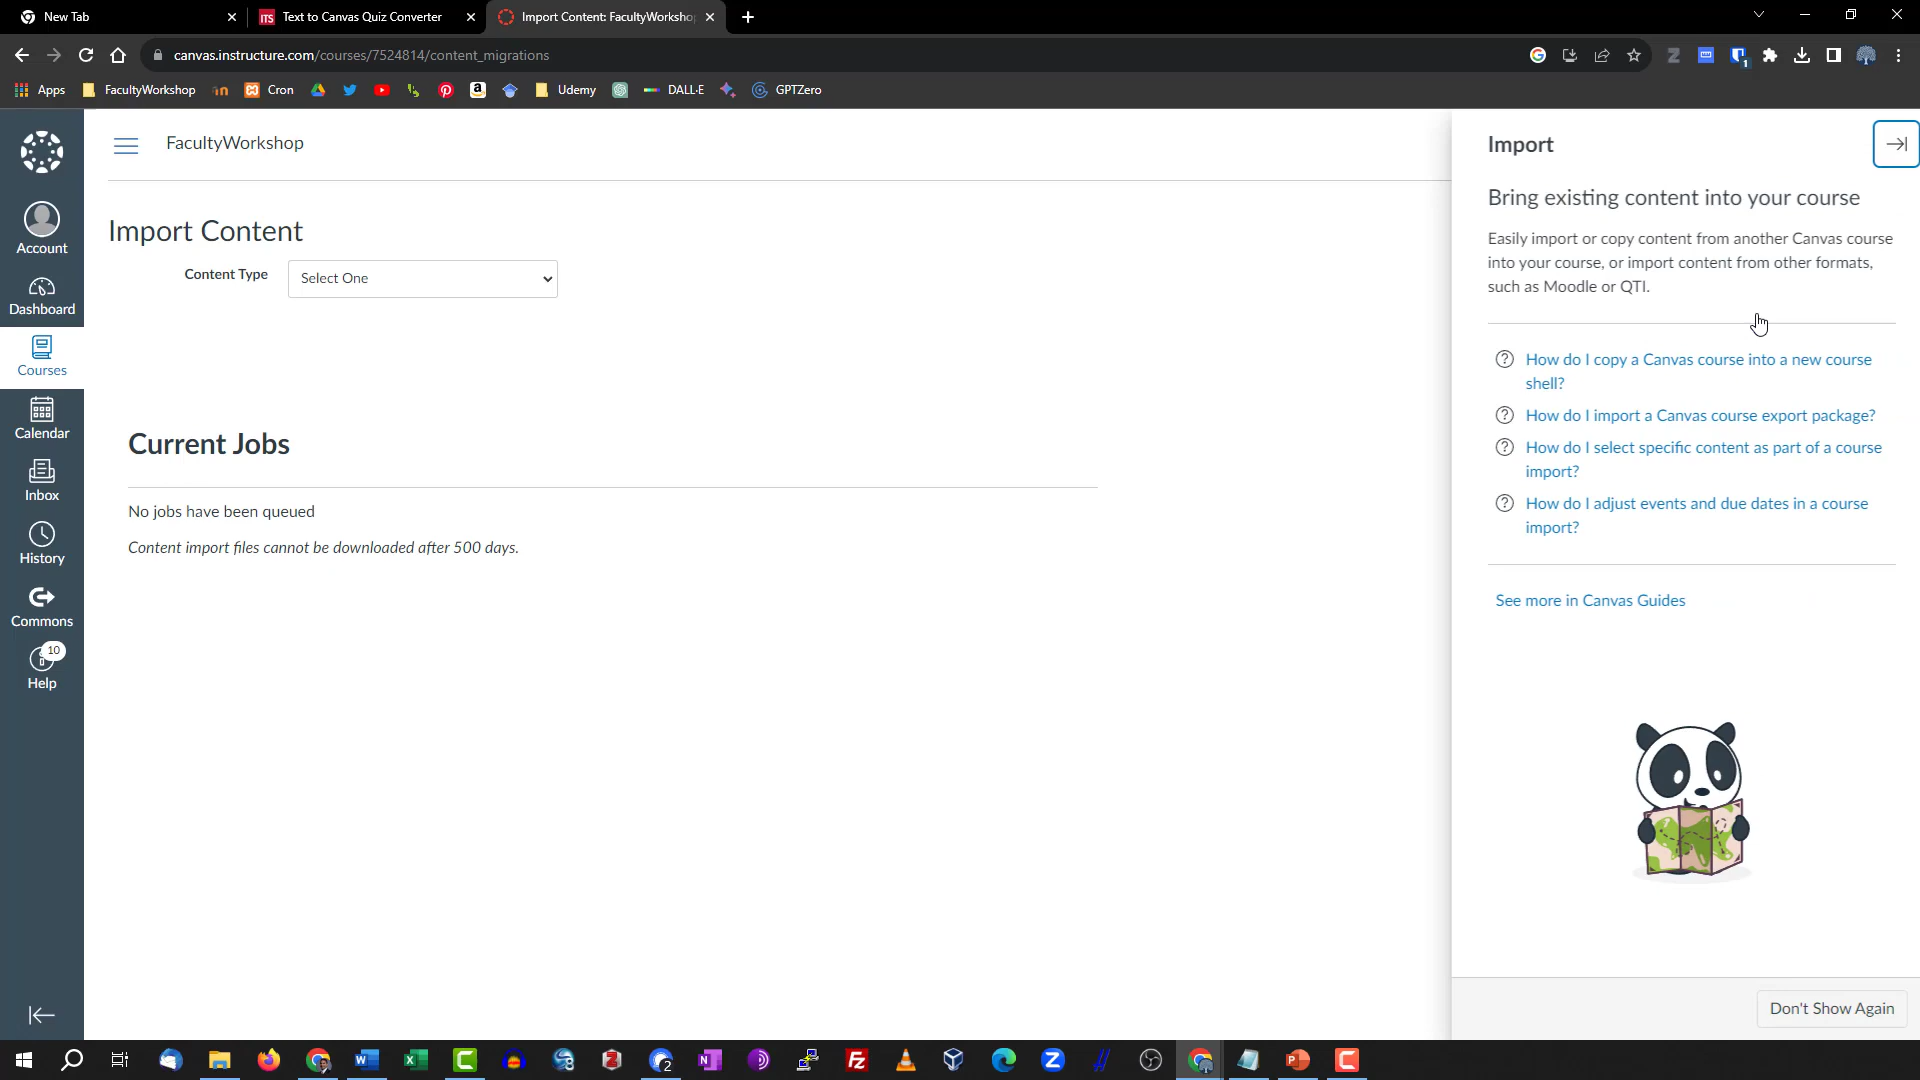 New Tab
ITS
Text to Canvas Quiz Converter
Import Content: FacultyWorksho
canvas.instructure.com/courses/7524814/content_migrations
1
Apps
FacultyWorkshop
Cron
Udemy
DALL·E
GPTZero
FacultyWorkshop
Account
Dashboard
Courses
Calendar
Inbox
History
Commons
10
Help
Import Content
Content Type
Select One
Current Jobs
No jobs have been queued
Content import files cannot be downloaded after 500 days.
Import
Bring existing content into your course
Easily import or copy content from another Canvas course
into your course, or import content from other formats,
such as Moodle or QTI.
How do I copy a Canvas course into a new course
shell?
How do I import a Canvas course export package?
How do I select specific content as part of a course
import?
How do I adjust events and due dates in a course
import?
See more in Canvas Guides
Don't Show Again
2